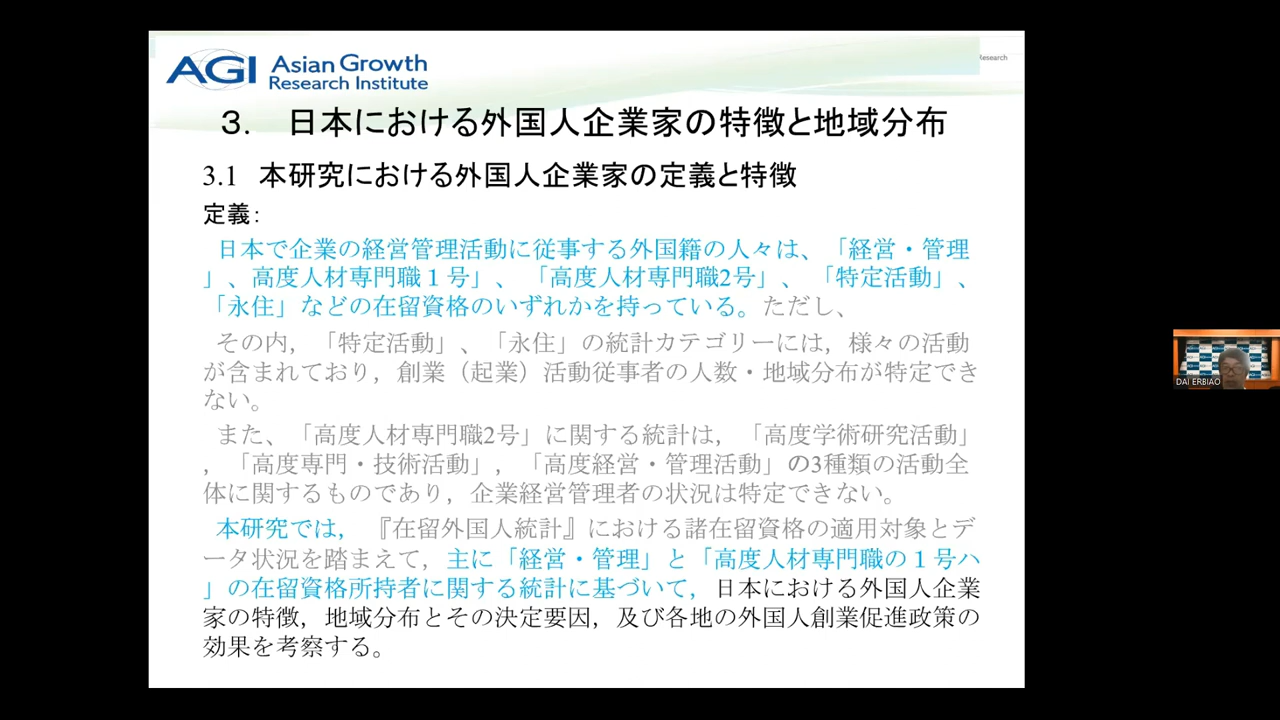 AGI Asian Growth
Research Institute
Research
３． 日本における外国人企業家の特徴と地域分布
3.1 本研究における外国人企業家の定義と特徴
定義：
日本で企業の経営管理活動に従事する外国籍の人々は、「経営・管理
」、高度人材専門職１号」、「高度人材専門職2号」、「特定活動」、
「永住」などの在留資格のいずれかを持っている。ただし、
その内，「特定活動」、「永住」の統計カテゴリーには，様々の活動
が含まれており，創業（起業）活動従事者の人数・地域分布が特定でき
ない。
また、「高度人材専門職2号」に関する統計は，「高度学術研究活動」
，「高度専門・技術活動」，「高度経営・管理活動」の3種類の活動全
体に関するものであり，企業経営管理者の状況は特定できない。
本研究では，『在留外国人統計』における諸在留資格の適用対象とデ
ータ状況を踏まえて，主に「経営・管理」と「高度人材専門職の１号ハ
」の在留資格所持者に関する統計に基づいて，日本における外国人企業
家の特徴，地域分布とその決定要因，及び各地の外国人創業促進政策の
効果を考察する。
DAI ERBIAO